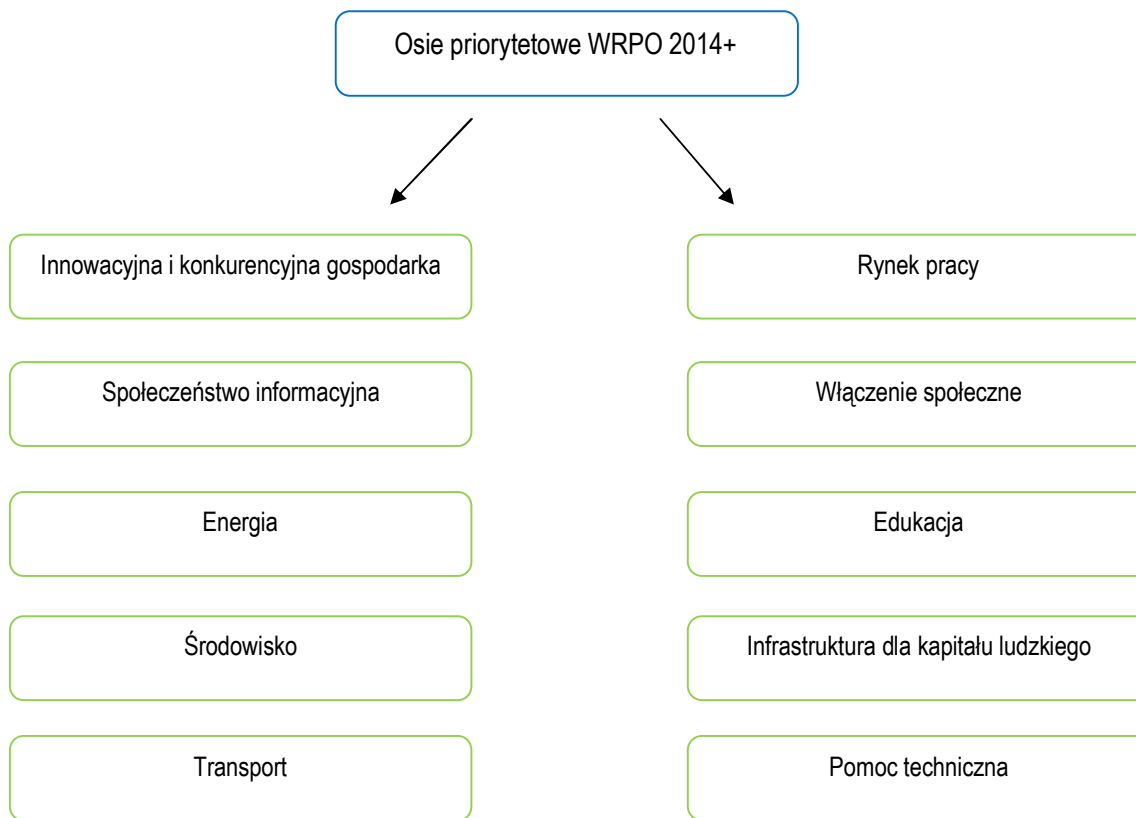 Osie priorytetowe WRPO 2014+
Innowacyjna i konkurencyjna gospodarka
Rynek pracy
Społeczeństwo informacyjna
Włączenie społeczne
Energia
Edukacja
Środowisko
Infrastruktura dla kapitału ludzkiego
Transport
Pomoc techniczna